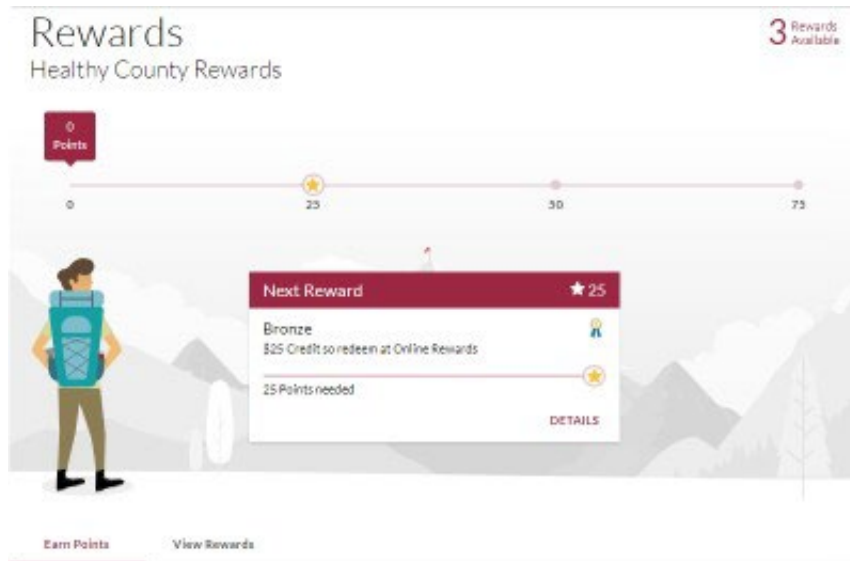 Rewards
Healthy County Rewards
3 Rewards Available
0
Points
0
25
50
75
Next Reward
25
Bronze
$25 Credit so redeem at Online Rewards
25 Points needed
DETAILS
Earn Points
View Rewards